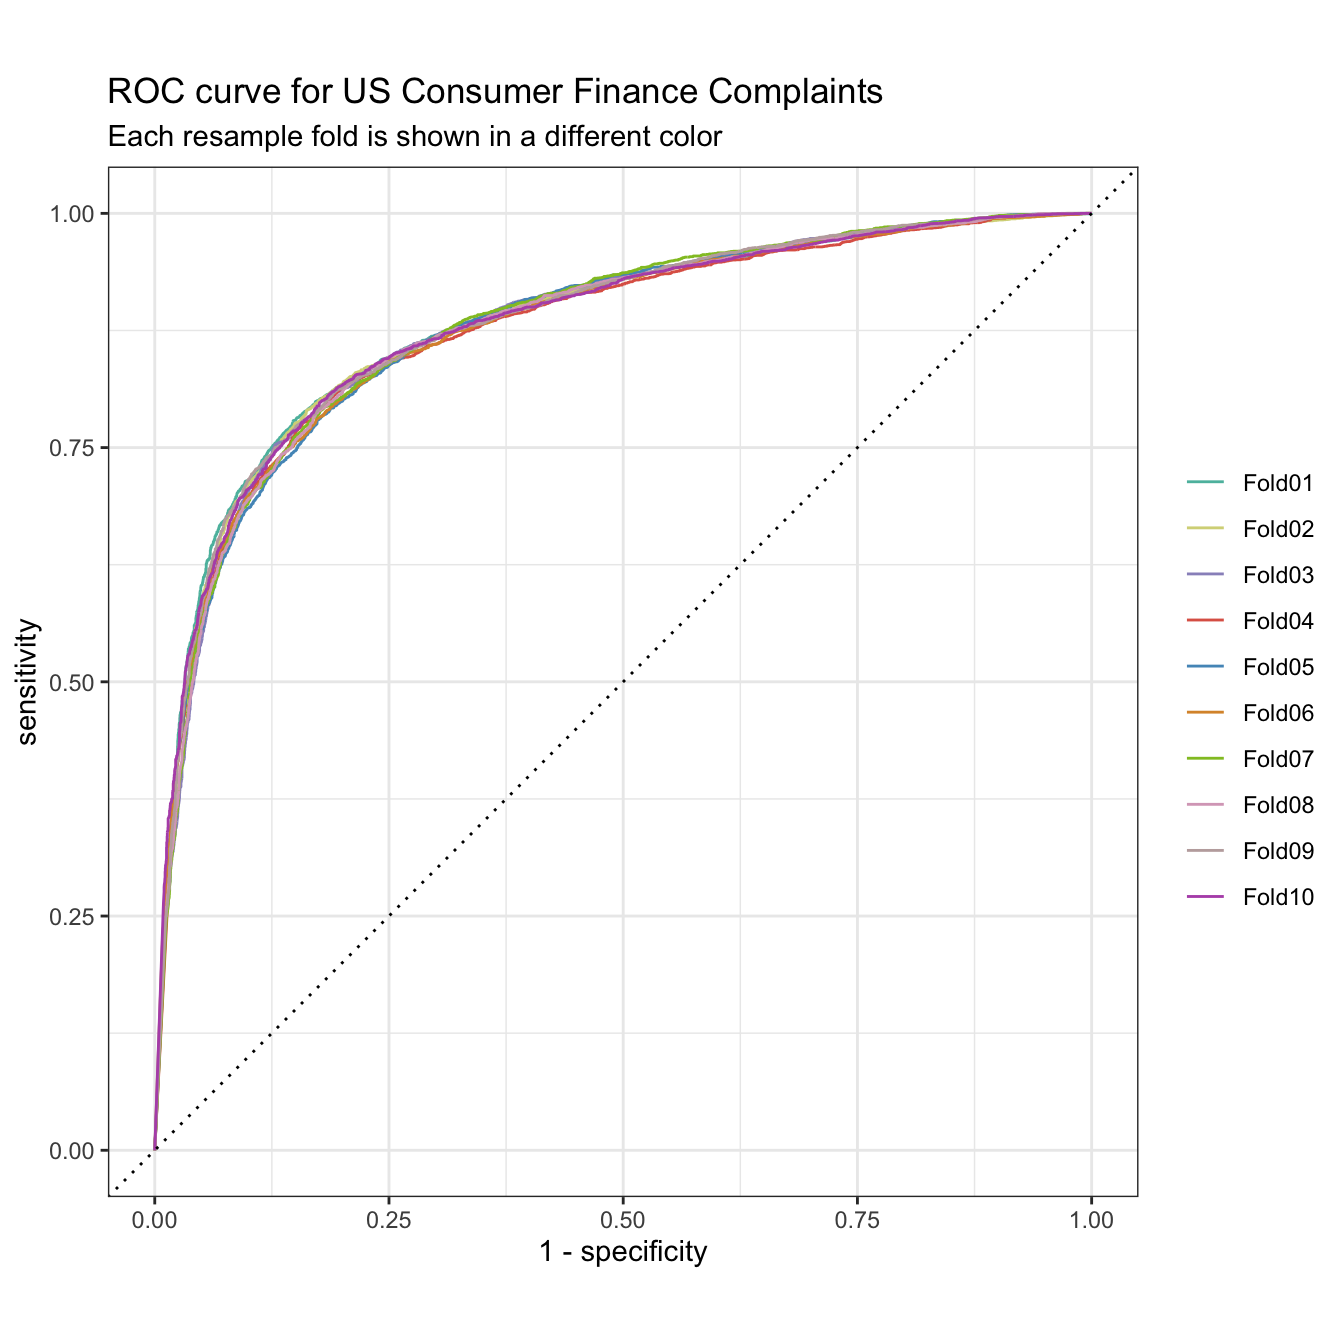 ROC curve for US Consumer Finance Complaints
Each resample fold is shown in a different color
sensitivity
1.00
0.75
0.50
0.25
0.00
0.00 0.25 0.50 0.75 1.00
1 - specificity
Fold01
Fold02
Fold03
Fold04
Fold05
Fold06
Fold07
Fold08
Fold09
Fold10